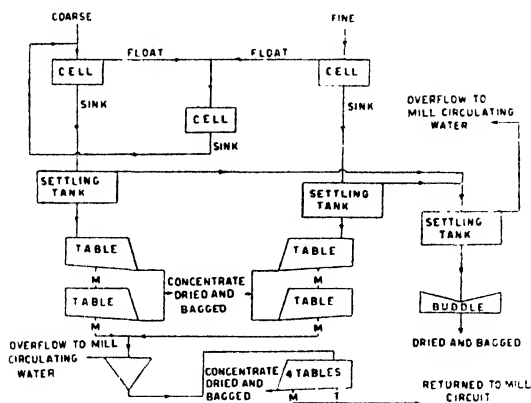 COARSE
FINE
FLOAT
FLOAT
CELL
CELL
SINK
SINK
CELL
SINK
OVERFLOW TO
MILL CIRCULATING
WATER
SETTLING
TANK
SETTLING
TANK
SETTLING
TANK
TABLE
TABLE
M
M
CONCENTRATE
DRIED AND
BAGGED
TABLE
TABLE
BUDDLE
M
M
DRIED AND BAGGED
OVERFLOW TO MILL
CIRCULATING
WATER
CONCENTRATE
DRIED AND
BAGGED
4 TABLES
M
T
RETURNED TO MILL
CIRCUIT